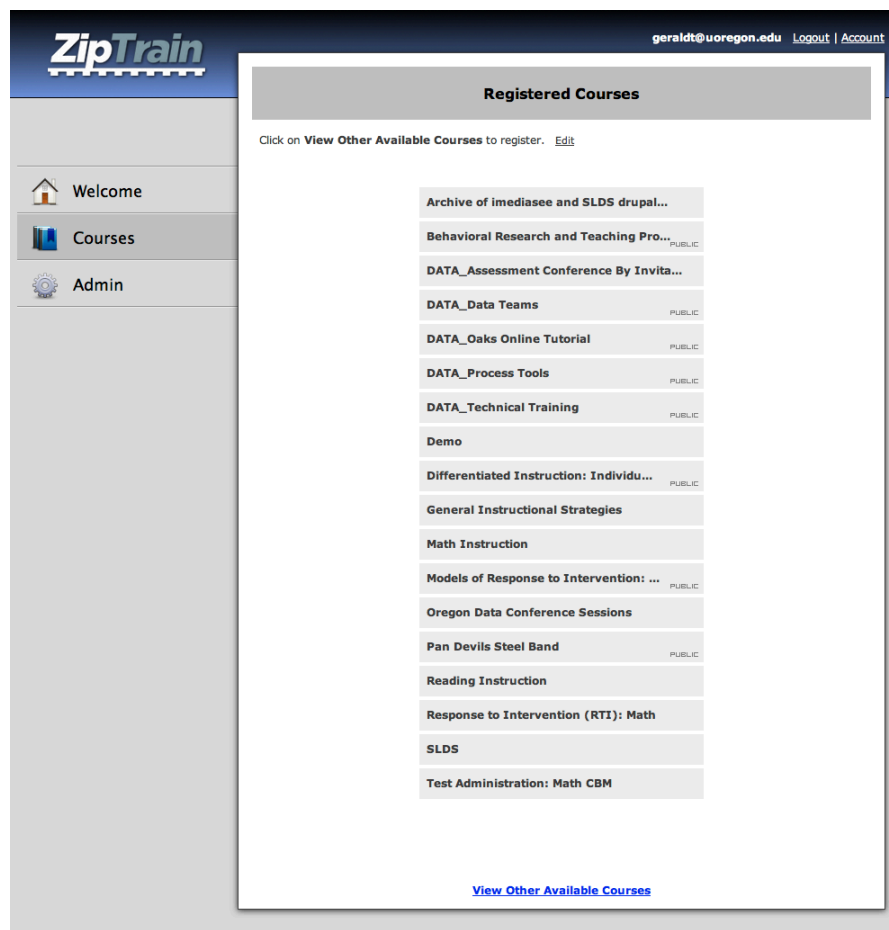 ZipTrain
geraldt@uoregon.edu Logout | Account
Registered Courses
Click on View Other Available Courses to register. Edit
Welcome
Courses
Admin
Archive of imediasee and SLDS drupal...
Behavioral Research and Teaching Pro... PUBLIC
DATA_Assessment Conference By Invita...
DATA_Data Teams PUBLIC
DATA_Oaks Online Tutorial PUBLIC
DATA_Process Tools PUBLIC
DATA_Technical Training PUBLIC
Demo
Differentiated Instruction: Individu... PUBLIC
General Instructional Strategies
Math Instruction
Models of Response to Intervention: ... PUBLIC
Oregon Data Conference Sessions
Pan Devils Steel Band PUBLIC
Reading Instruction
Response to Intervention (RTI): Math
SLDS
Test Administration: Math CBM
View Other Available Courses